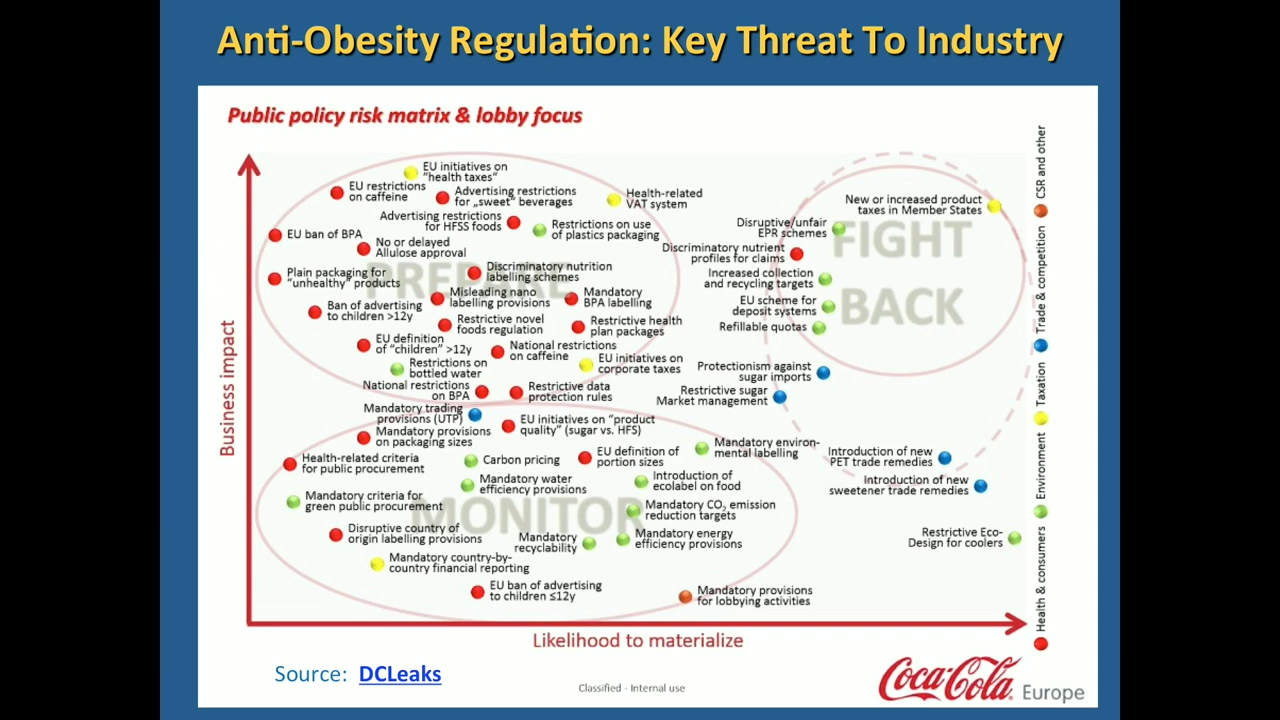 Anti-Obesity Regulation: Key Threat To Industry
Public policy risk matrix & lobby focus
EU initiatives on
"health taxes"
EU restrictions
on caffeine
Advertising restrictions
for „sweet" beverages
Health-related
VAT system
New or increased product
taxes in Member States
Advertising restrictions
for HFSS foods
Restrictions on use
of plastics packaging
Disruptive/unfair
EPR schemes
EU ban of BPA
No or delayed
Allulose approval
Discriminatory nutrient
profiles for claims
FIGHT
BACK
Plain packaging for
"unhealthy" products
PREPARE
Discriminatory nutrition
labelling schemes
Increased collection
and recycling targets
Misleading nano
labelling provisions
Mandatory
BPA labelling
EU scheme for
deposit systems
Ban of advertising
to children >12y
Restrictive novel
foods regulation
Restrictive health
plan packages
Refillable quotas
EU definition
of "children" >12y
National restrictions
on caffeine
EU initiatives on
corporate taxes
Restrictions on
bottled water
Protectionism against
sugar imports
National restrictions
on BPA
Restrictive data
protection rules
Restrictive sugar
Market management
Mandatory trading
provisions (UTP)
EU initiatives on "product
quality" (sugar vs. HFS)
Mandatory provisions
on packaging sizes
Mandatory environ-
mental labelling
Health-related criteria
for public procurement
Carbon pricing
EU definition of
portion sizes
Introduction of new
PET trade remedies
Mandatory water
efficiency provisions
Introduction of
ecolabel on food
Introduction of new
sweetener trade remedies
Mandatory criteria for
green public procurement
MONITOR
Mandatory CO₂ emission
reduction targets
Disruptive country of
origin labelling provisions
Mandatory
recyclability
Mandatory energy
efficiency provisions
Restrictive Eco-
Design for coolers
Mandatory country-by-
country financial reporting
EU ban of advertising
to children ≤12y
Mandatory provisions
for lobbying activities
Business impact
Likelihood to materialize
Health & consumers
Environment
Taxation
Trade & competition
CSR and other
Source: DCLeaks
Classified - Internal use
Coca-Cola Europe